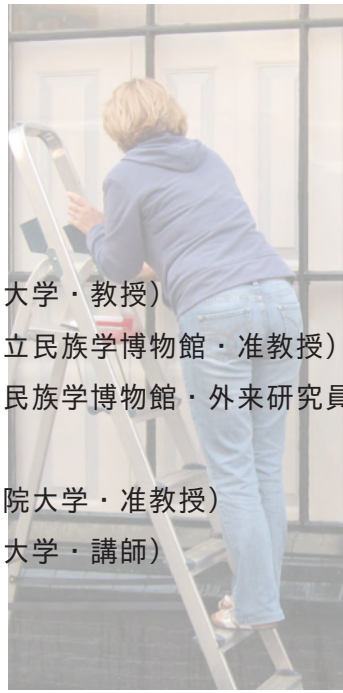 大学・教授）
立民族学博物館・准教授）
民族学博物館・外来研究員
院大学・准教授）
大学・講師）